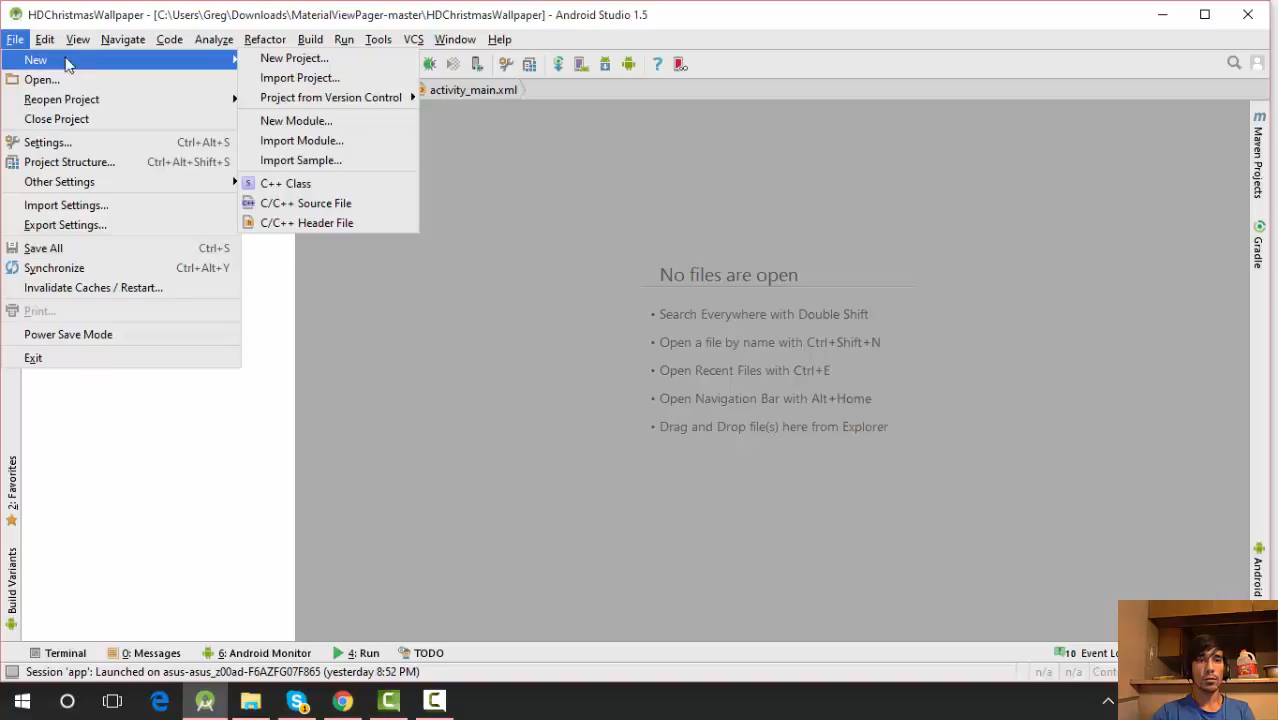 HDChristmasWallpaper - [C:\Users\Greg\Downloads\MaterialViewPager-master\HDChristmasWallpaper] - Android Studio 1.5
File Edit View Navigate Code Analyze Refactor Build Run Tools VCS Window Help
New
Open...
Reopen Project
Close Project
Settings... Ctrl+Alt+S
Project Structure... Ctrl+Alt+Shift+S
Other Settings
Import Settings...
Export Settings...
Save All Ctrl+S
Synchronize Ctrl+Alt+Y
Invalidate Caches / Restart...
Print...
Power Save Mode
Exit
New Project...
Import Project...
Project from Version Control
New Module...
Import Module...
Import Sample...
S C++ Class
C/C++ Source File
C/C++ Header File
activity_main.xml
No files are open
• Search Everywhere with Double Shift
• Open a file by name with Ctrl+Shift+N
• Open Recent Files with Ctrl+E
• Open Navigation Bar with Alt+Home
• Drag and Drop file(s) here from Explorer
2: Favorites
Build Variants
m Maven Projects
Gradle
Android
Terminal 0: Messages 6: Android Monitor 4: Run TODO
10 Event Lo
Session 'app': Launched on asus-asus_z00ad-F6AZFG07F865 (yesterday 8:52 PM)
n/a n/a Cont